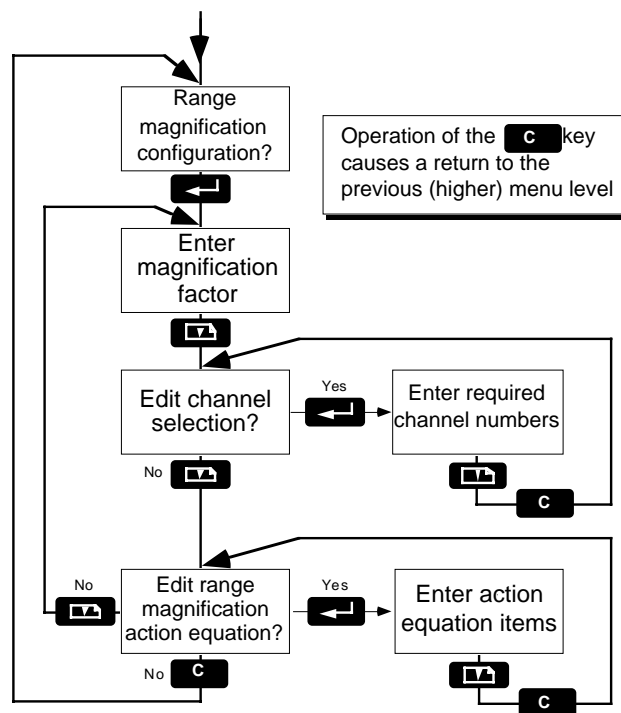 Range
magnification
configuration?
Operation of the C key
causes a return to the
previous (higher) menu level
Enter
magnification
factor
Edit channel
selection?
Yes
Enter required
channel numbers
No
C
Edit range
magnification
action equation?
No
Yes
Enter action
equation items
No C
C